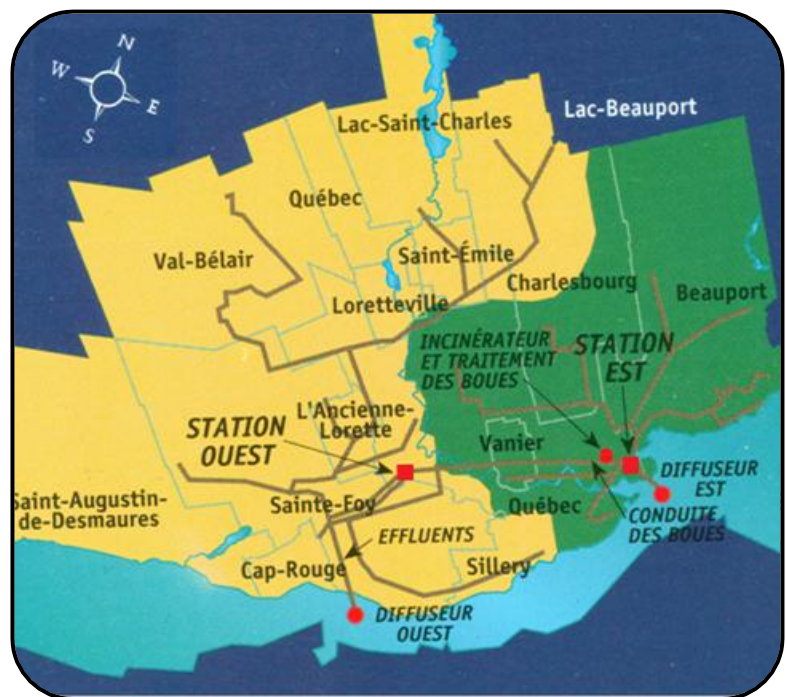 N
W
E
S
Lac-Beauport
Lac-Saint-Charles
Québec
Val-Bélair
Saint-Émile
Charlesbourg
Beauport
Loretteville
INCINÉRATEUR
ET TRAITEMENT
DES BOUES
STATION
EST
L'Ancienne-
Lorette
STATION
OUEST
Vanier
DIFFUSEUR
EST
Saint-Augustin-
de-Desmaures
Sainte-Foy
Québec
CONDUITE
DES BOUES
EFFLUENTS
Cap-Rouge
Sillery
DIFFUSEUR
OUEST